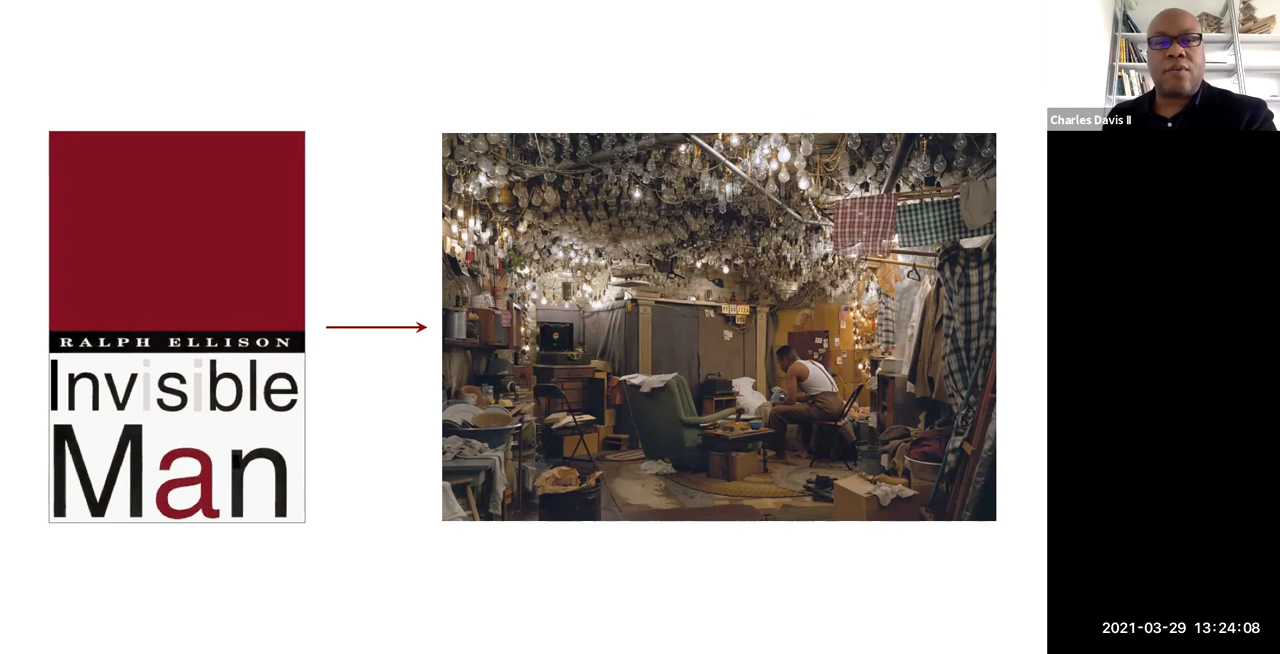 RALPH ELLISON
Invisible
Man
Charles Davis II
2021-03-29 13:24:08